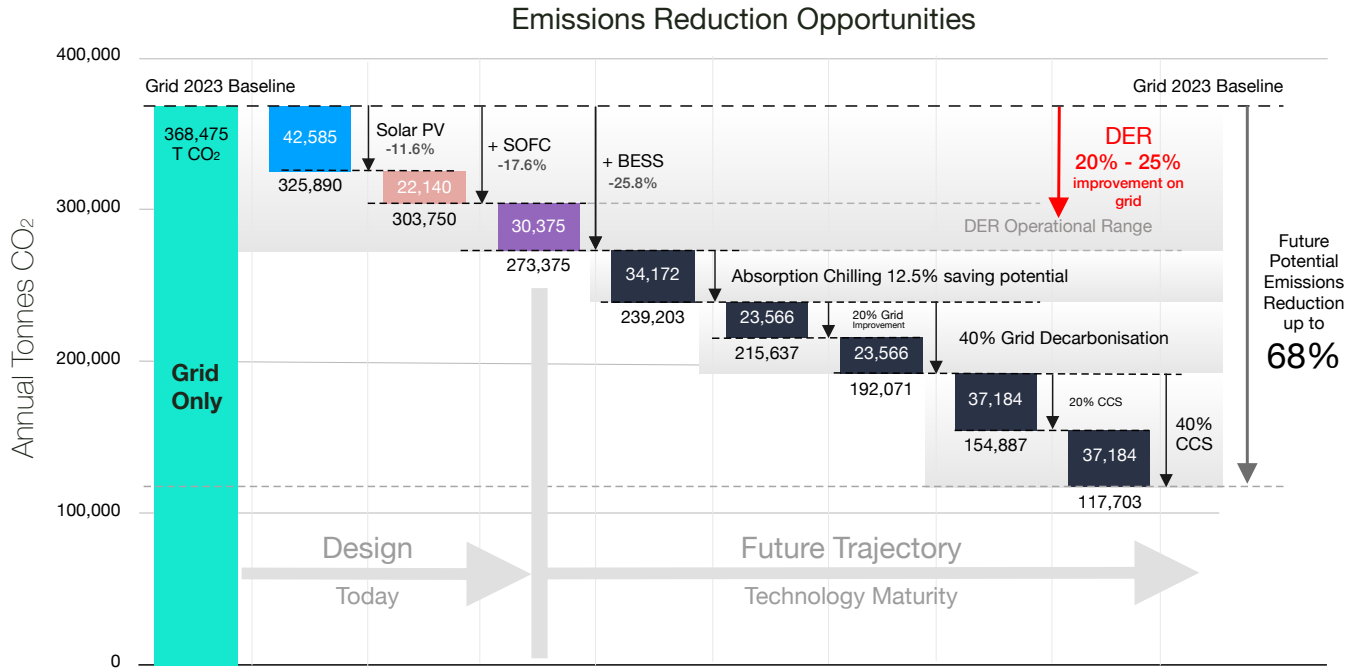 Emissions Reduction Opportunities
Annual Tonnes CO₂
400,000
300,000
200,000
100,000
0
Grid 2023 Baseline
Grid 2023 Baseline
368,475
T CO₂
Grid
Only
42,585
325,890
Solar PV
-11.6%
22,140
303,750
+ SOFC
-17.6%
30,375
273,375
+ BESS
-25.8%
DER
20% - 25%
improvement on
grid
DER Operational Range
34,172
239,203
Absorption Chilling 12.5% saving potential
23,566
215,637
20% Grid
Improvement
23,566
192,071
40% Grid Decarbonisation
37,184
154,887
20% CCS
37,184
117,703
40%
CCS
Future
Potential
Emissions
Reduction
up to
68%
Design
Today
Future Trajectory
Technology Maturity